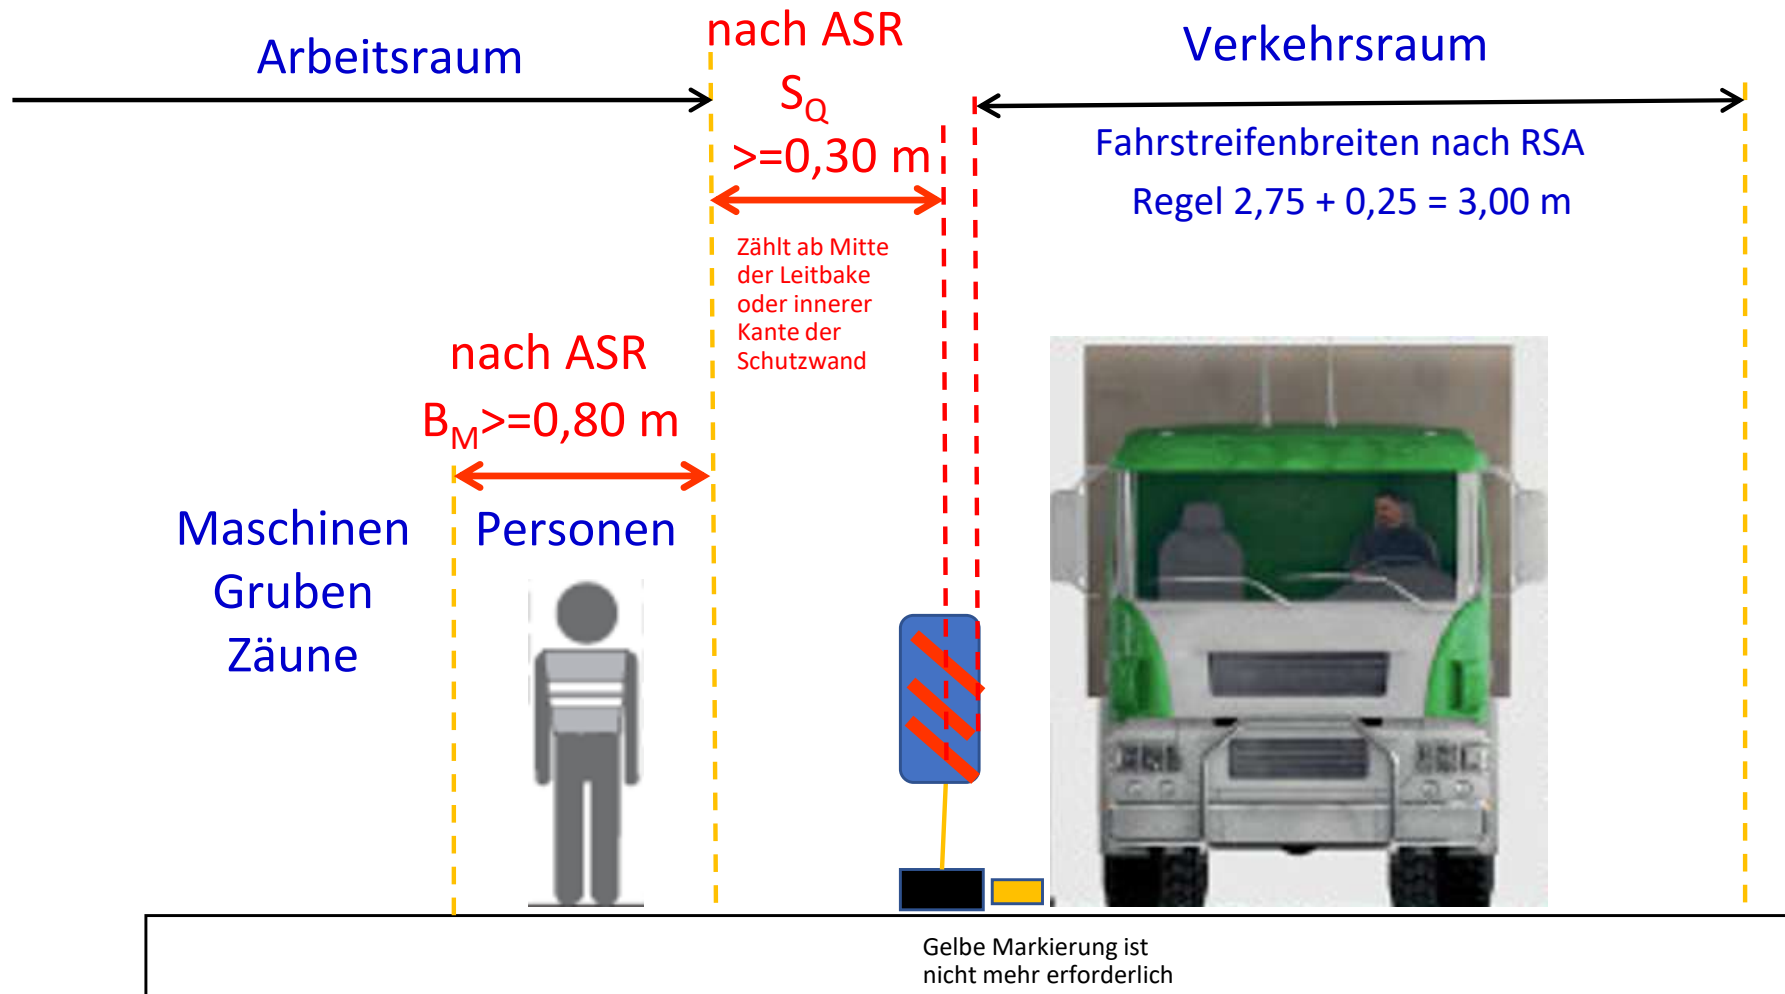 Arbeitsraum
nach ASR
S_Q
>=0,30 m
Zählt ab Mitte
der Leitbake
oder innerer
Kante der
Schutzwand
Verkehrsraum
Fahrstreifenbreiten nach RSA
Regel 2,75 + 0,25 = 3,00 m
nach ASR
B_M>=0,80 m
Maschinen
Gruben
Zäune
Personen
Gelbe Markierung ist
nicht mehr erforderlich